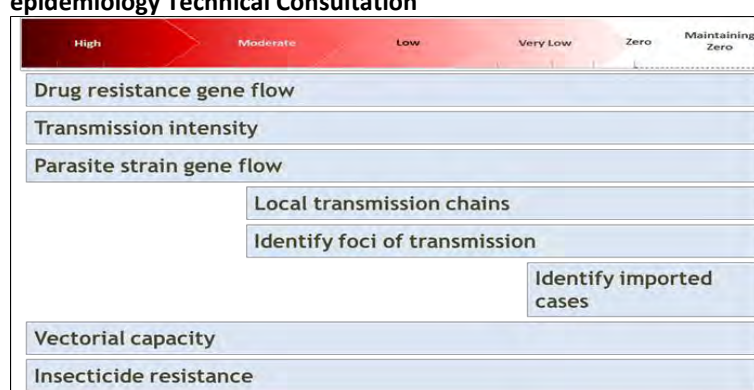 epidemiology Technical Consultation
High Moderate Low Very Low Zero Maintaining
Zero
Drug resistance gene flow
Transmission intensity
Parasite strain gene flow
Local transmission chains
Identify foci of transmission
Identify imported
cases
Vectorial capacity
Insecticide resistance